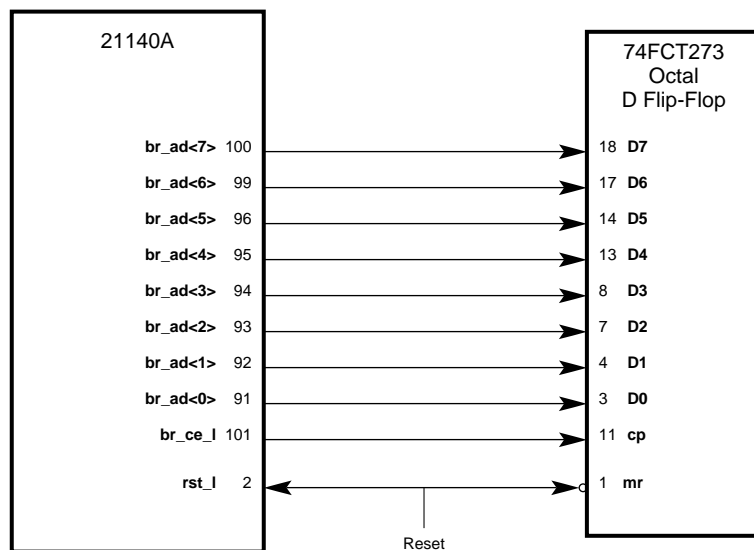 21140A
74FCT273
Octal
D Flip-Flop
br_ad<7> 100 18 D7
br_ad<6> 99 17 D6
br_ad<5> 96 14 D5
br_ad<4> 95 13 D4
br_ad<3> 94 8 D3
br_ad<2> 93 7 D2
br_ad<1> 92 4 D1
br_ad<0> 91 3 D0
br_ce_l 101 11 cp
rst_l 2 1 mr
Reset